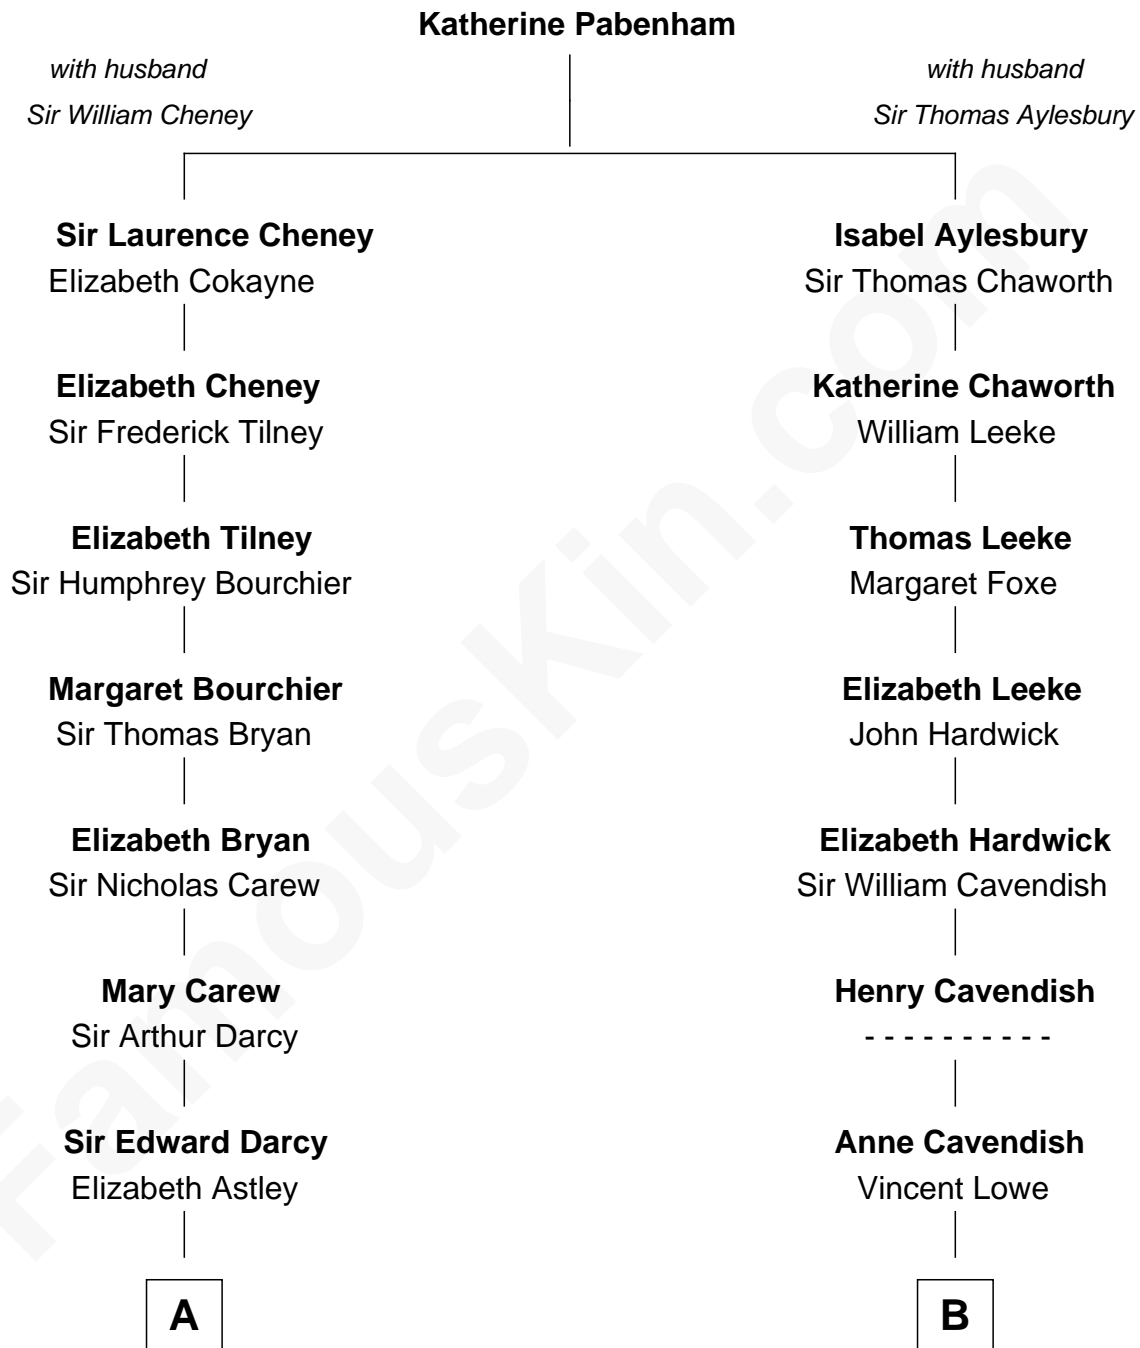 Katherine Pabenham
with husband
Sir William Cheney
with husband
Sir Thomas Aylesbury
Sir Laurence Cheney
Elizabeth Cokayne
Isabel Aylesbury
Sir Thomas Chaworth
Elizabeth Cheney
Sir Frederick Tilney
Katherine Chaworth
William Leeke
Elizabeth Tilney
Sir Humphrey Bourchier
Thomas Leeke
Margaret Foxe
Margaret Bourchier
Sir Thomas Bryan
Elizabeth Leeke
John Hardwick
Elizabeth Bryan
Sir Nicholas Carew
Elizabeth Hardwick
Sir William Cavendish
Mary Carew
Sir Arthur Darcy
Henry Cavendish
- - - - - - - - - -
Sir Edward Darcy
Elizabeth Astley
Anne Cavendish
Vincent Lowe
A
B
FamousKin.com